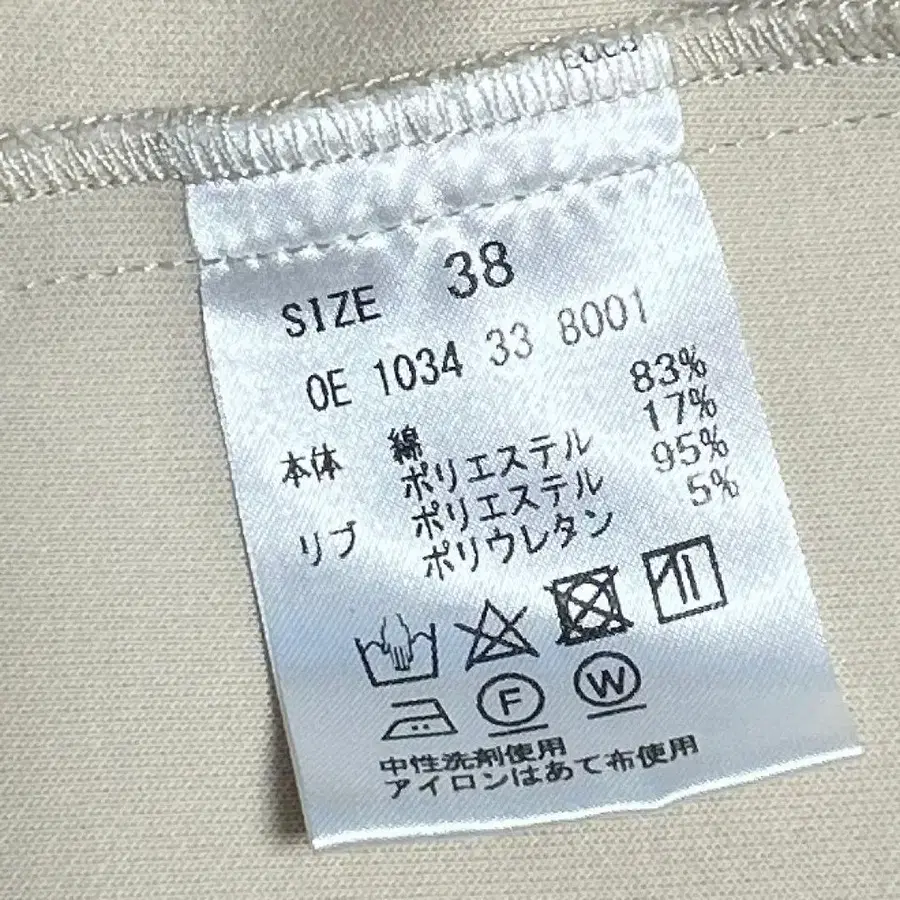 SIZE 38
OE 1034 33 8001
本体 綿 83%
ポリエステル 17%
リブ ポリエステル 95%
ポリウレタン 5%
F W
中性洗剤使用
アイロンはあて布使用